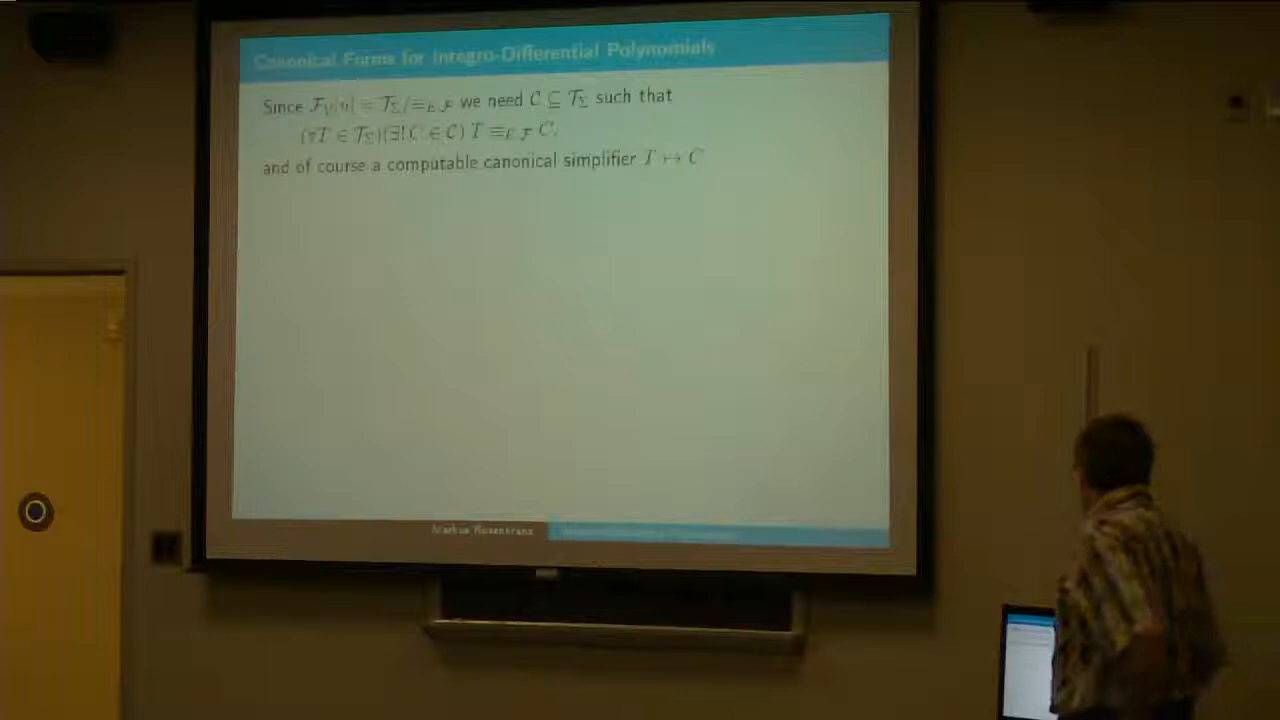 Canonical Forms for Integro-Differential Polynomials
Since 𝓕_V[u] = 𝒯_Σ/≡_{E,𝓕} we need 𝒞 ⊆ 𝒯_Σ such that
(∀T ∈ 𝒯_Σ)(∃! C ∈ 𝒞) T ≡_{E,𝓕} C,
and of course a computable canonical simplifier T ↦ C
Markus Rosenkranz